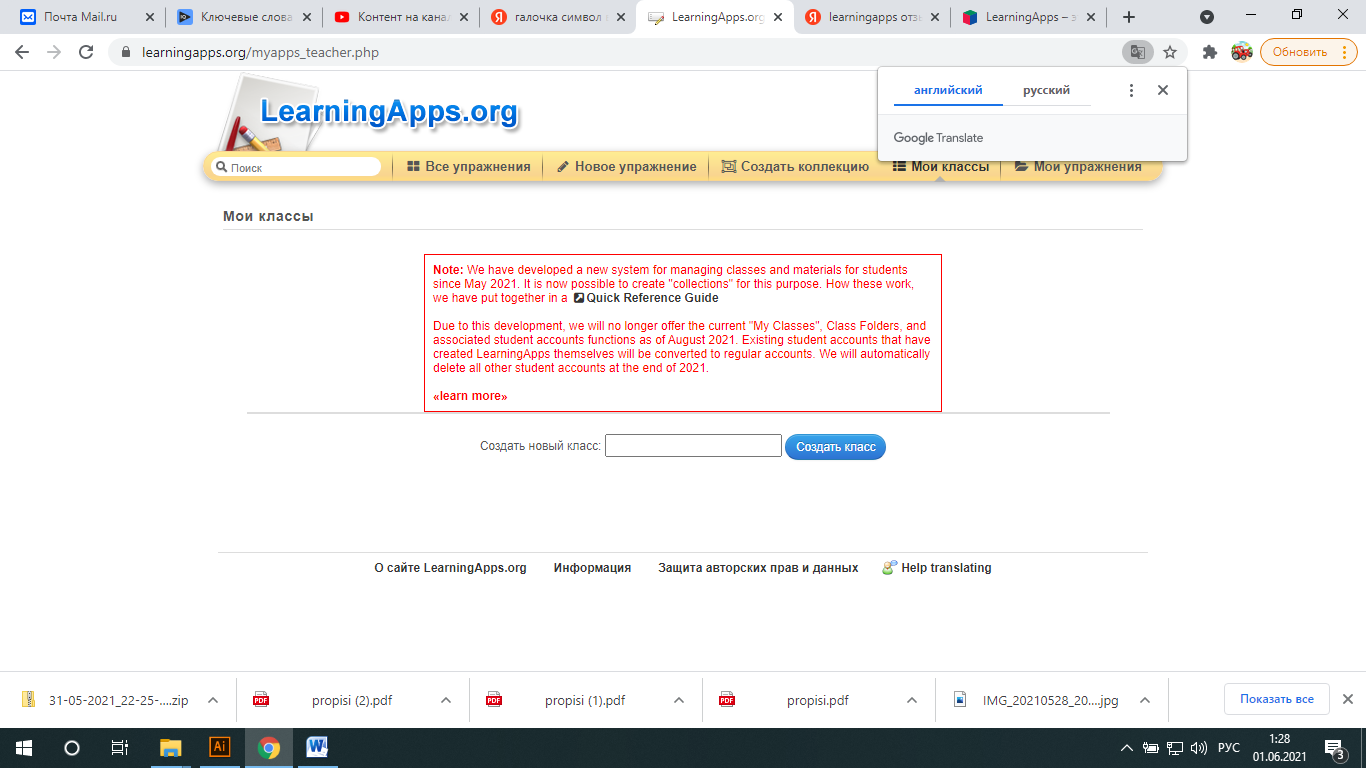 Почта Mail.ru
Ключевые слова
Контент на кана
галочка символ
LearningApps.org
learningapps отз
LearningApps – э
learningapps.org/myapps_teacher.php
Обновить
английский русский
Google Translate
LearningApps.org
Поиск
Все упражнения
Новое упражнение
Создать коллекцию
Мои классы
Мои упражнения
Мои классы
Note: We have developed a new system for managing classes and materials for students
since May 2021. It is now possible to create "collections" for this purpose. How these work,
we have put together in a Quick Reference Guide
Due to this development, we will no longer offer the current "My Classes", Class Folders, and
associated student accounts functions as of August 2021. Existing student accounts that have
created LearningApps themselves will be converted to regular accounts. We will automatically
delete all other student accounts at the end of 2021.
«learn more»
Создать новый класс: Создать класс
О сайте LearningApps.org Информация Защита авторских прав и данных Help translating
31-05-2021_22-25-....zip
PDF
propisi (2).pdf
PDF
propisi (1).pdf
PDF
propisi.pdf
IMG_20210528_20....jpg
Показать все
Ai
W
РУС
1:28
01.06.2021
3